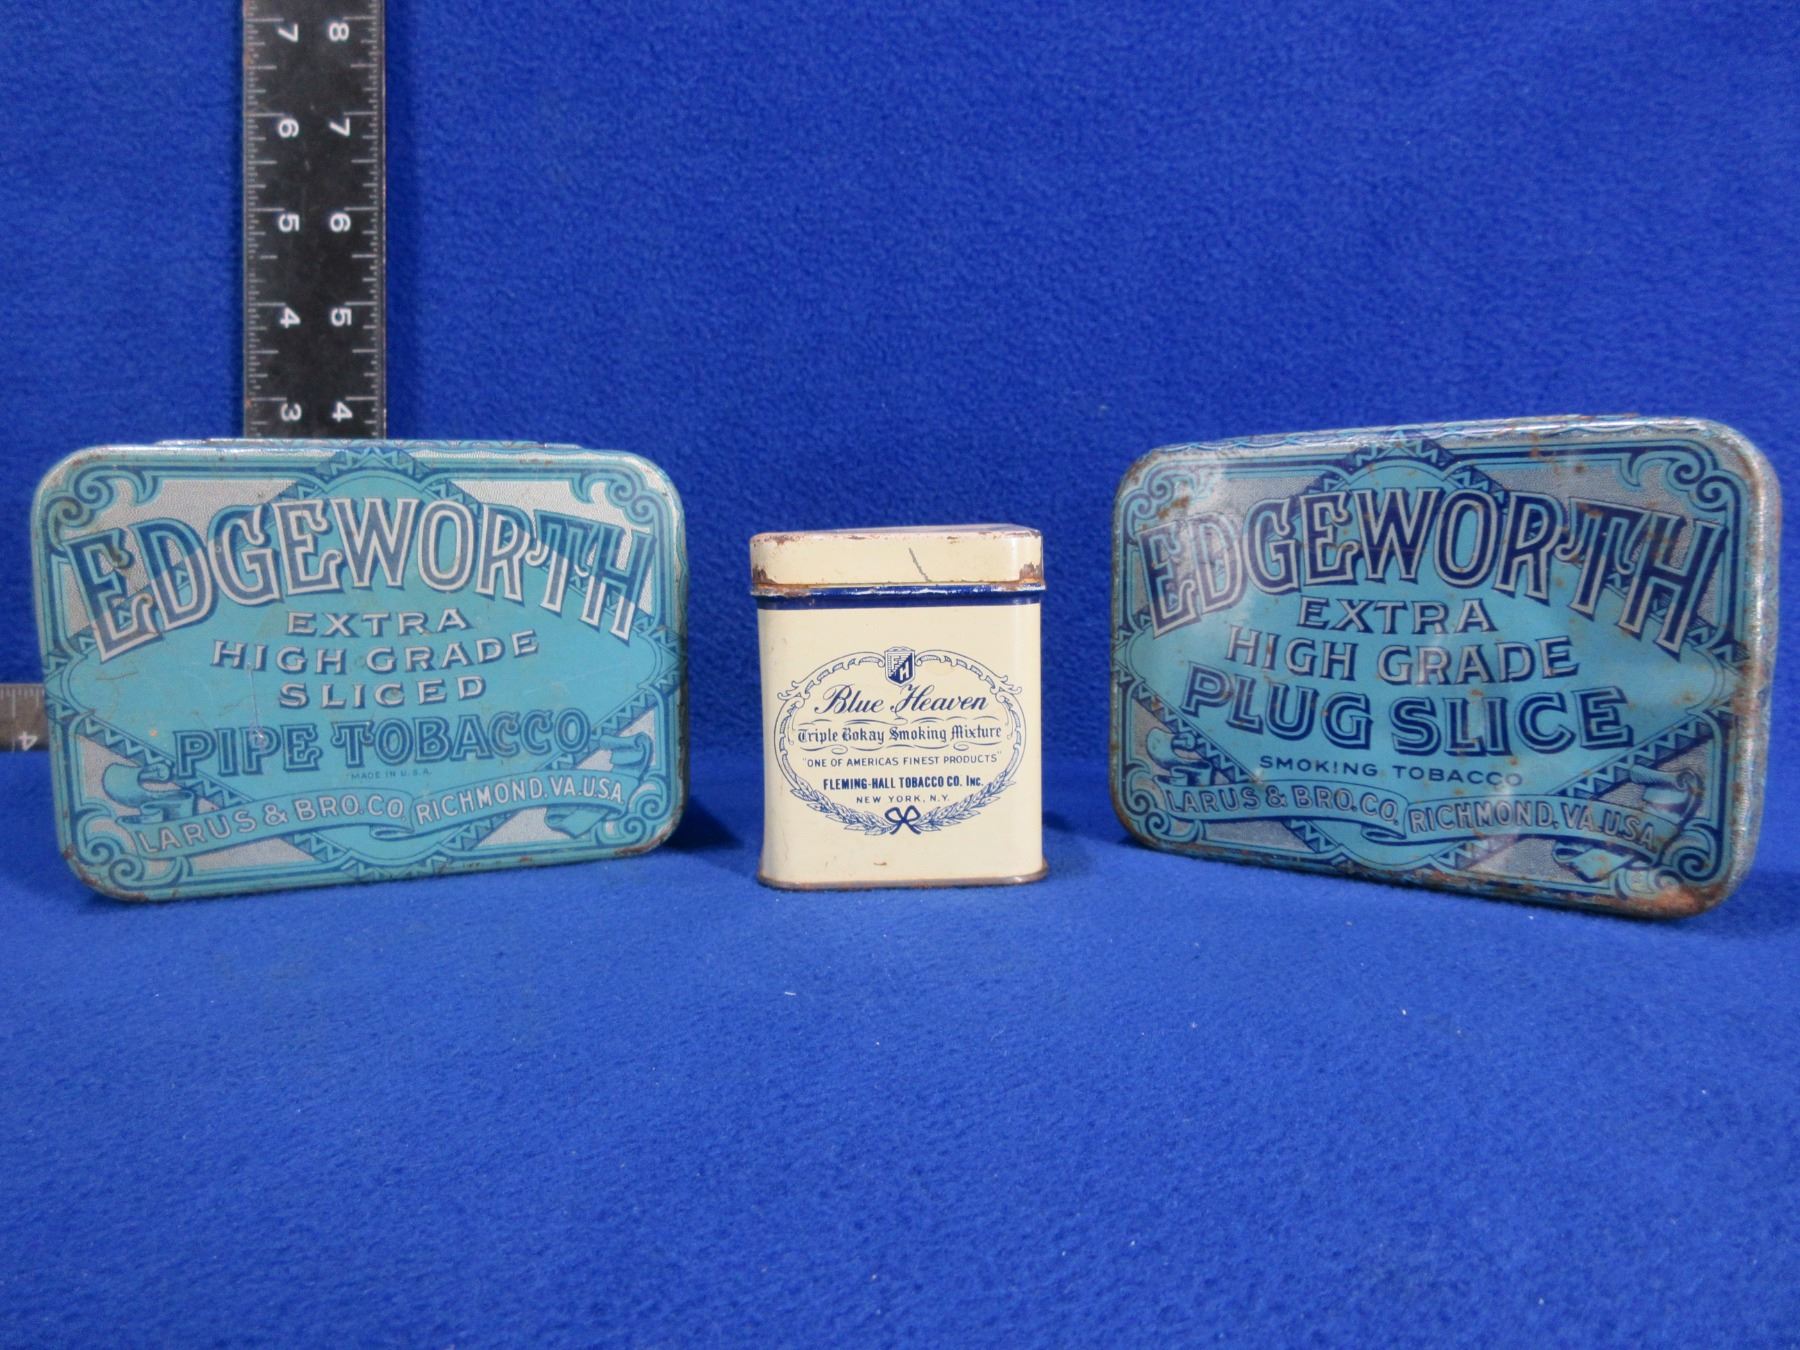 7 8
6 7
5 6
4 5
3 4
4
EDGEWORTH
EXTRA
HIGH GRADE
SLICED
PIPE TOBACCO
MADE IN U.S.A.
LARUS & BRO. CO. RICHMOND, VA. U.S.A.
FH
Blue Heaven
Triple Bokay Smoking Mixture
"ONE OF AMERICAS FINEST PRODUCTS"
FLEMING-HALL TOBACCO CO. Inc.
NEW YORK, N.Y.
EDGEWORTH
EXTRA
HIGH GRADE
PLUG SLICE
SMOKING TOBACCO
LARUS & BRO. CO. RICHMOND, VA. U.S.A.